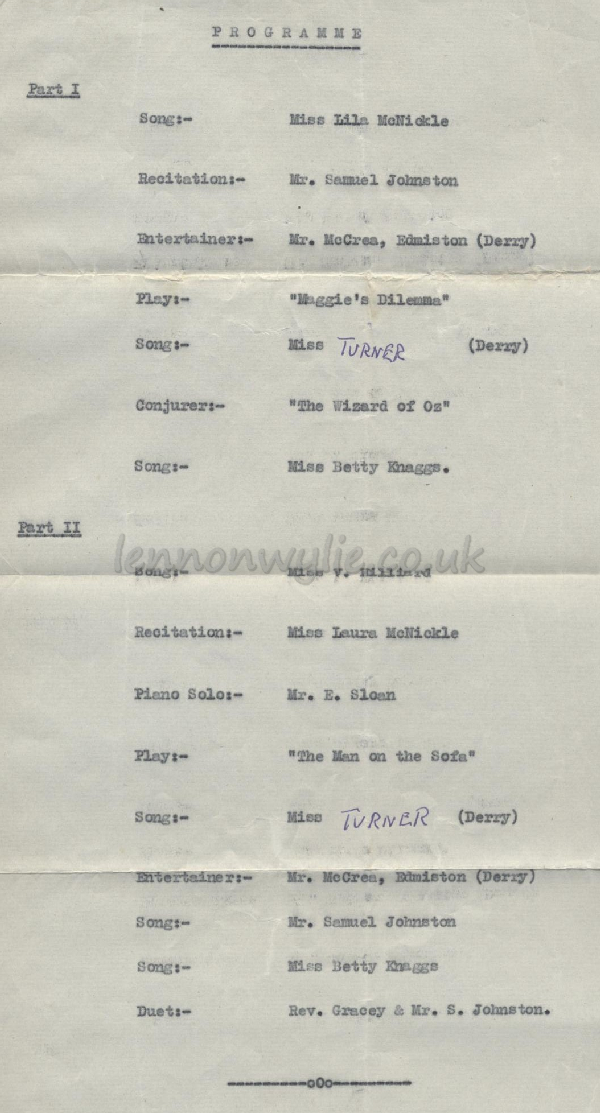 PROGRAMME
Part I
Song:- Miss Lila McNickle
Recitation:- Mr. Samuel Johnston
Entertainer:- Mr. McCrea, Edmiston (Derry)
Play:- "Maggie's Dilemma"
Song:- Miss TURNER (Derry)
Conjurer:- "The Wizard of Oz"
Song:- Miss Betty Knaggs.
Part II
lennonwylie.co.uk
Song:- Miss V. Hilliard
Recitation:- Miss Laura McNickle
Piano Solo:- Mr. E. Sloan
Play:- "The Man on the Sofa"
Song:- Miss TURNER (Derry)
Entertainer:- Mr. McCrea, Edmiston (Derry)
Song:- Mr. Samuel Johnston
Song:- Miss Betty Knaggs
Duet:- Rev. Gracey & Mr. S. Johnston.
----------oOo----------